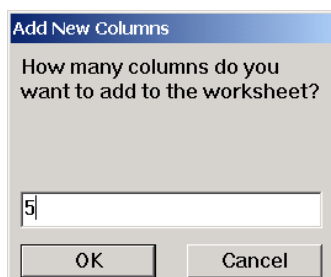 Add New Columns
How many columns do you
want to add to the worksheet?
5
OK Cancel